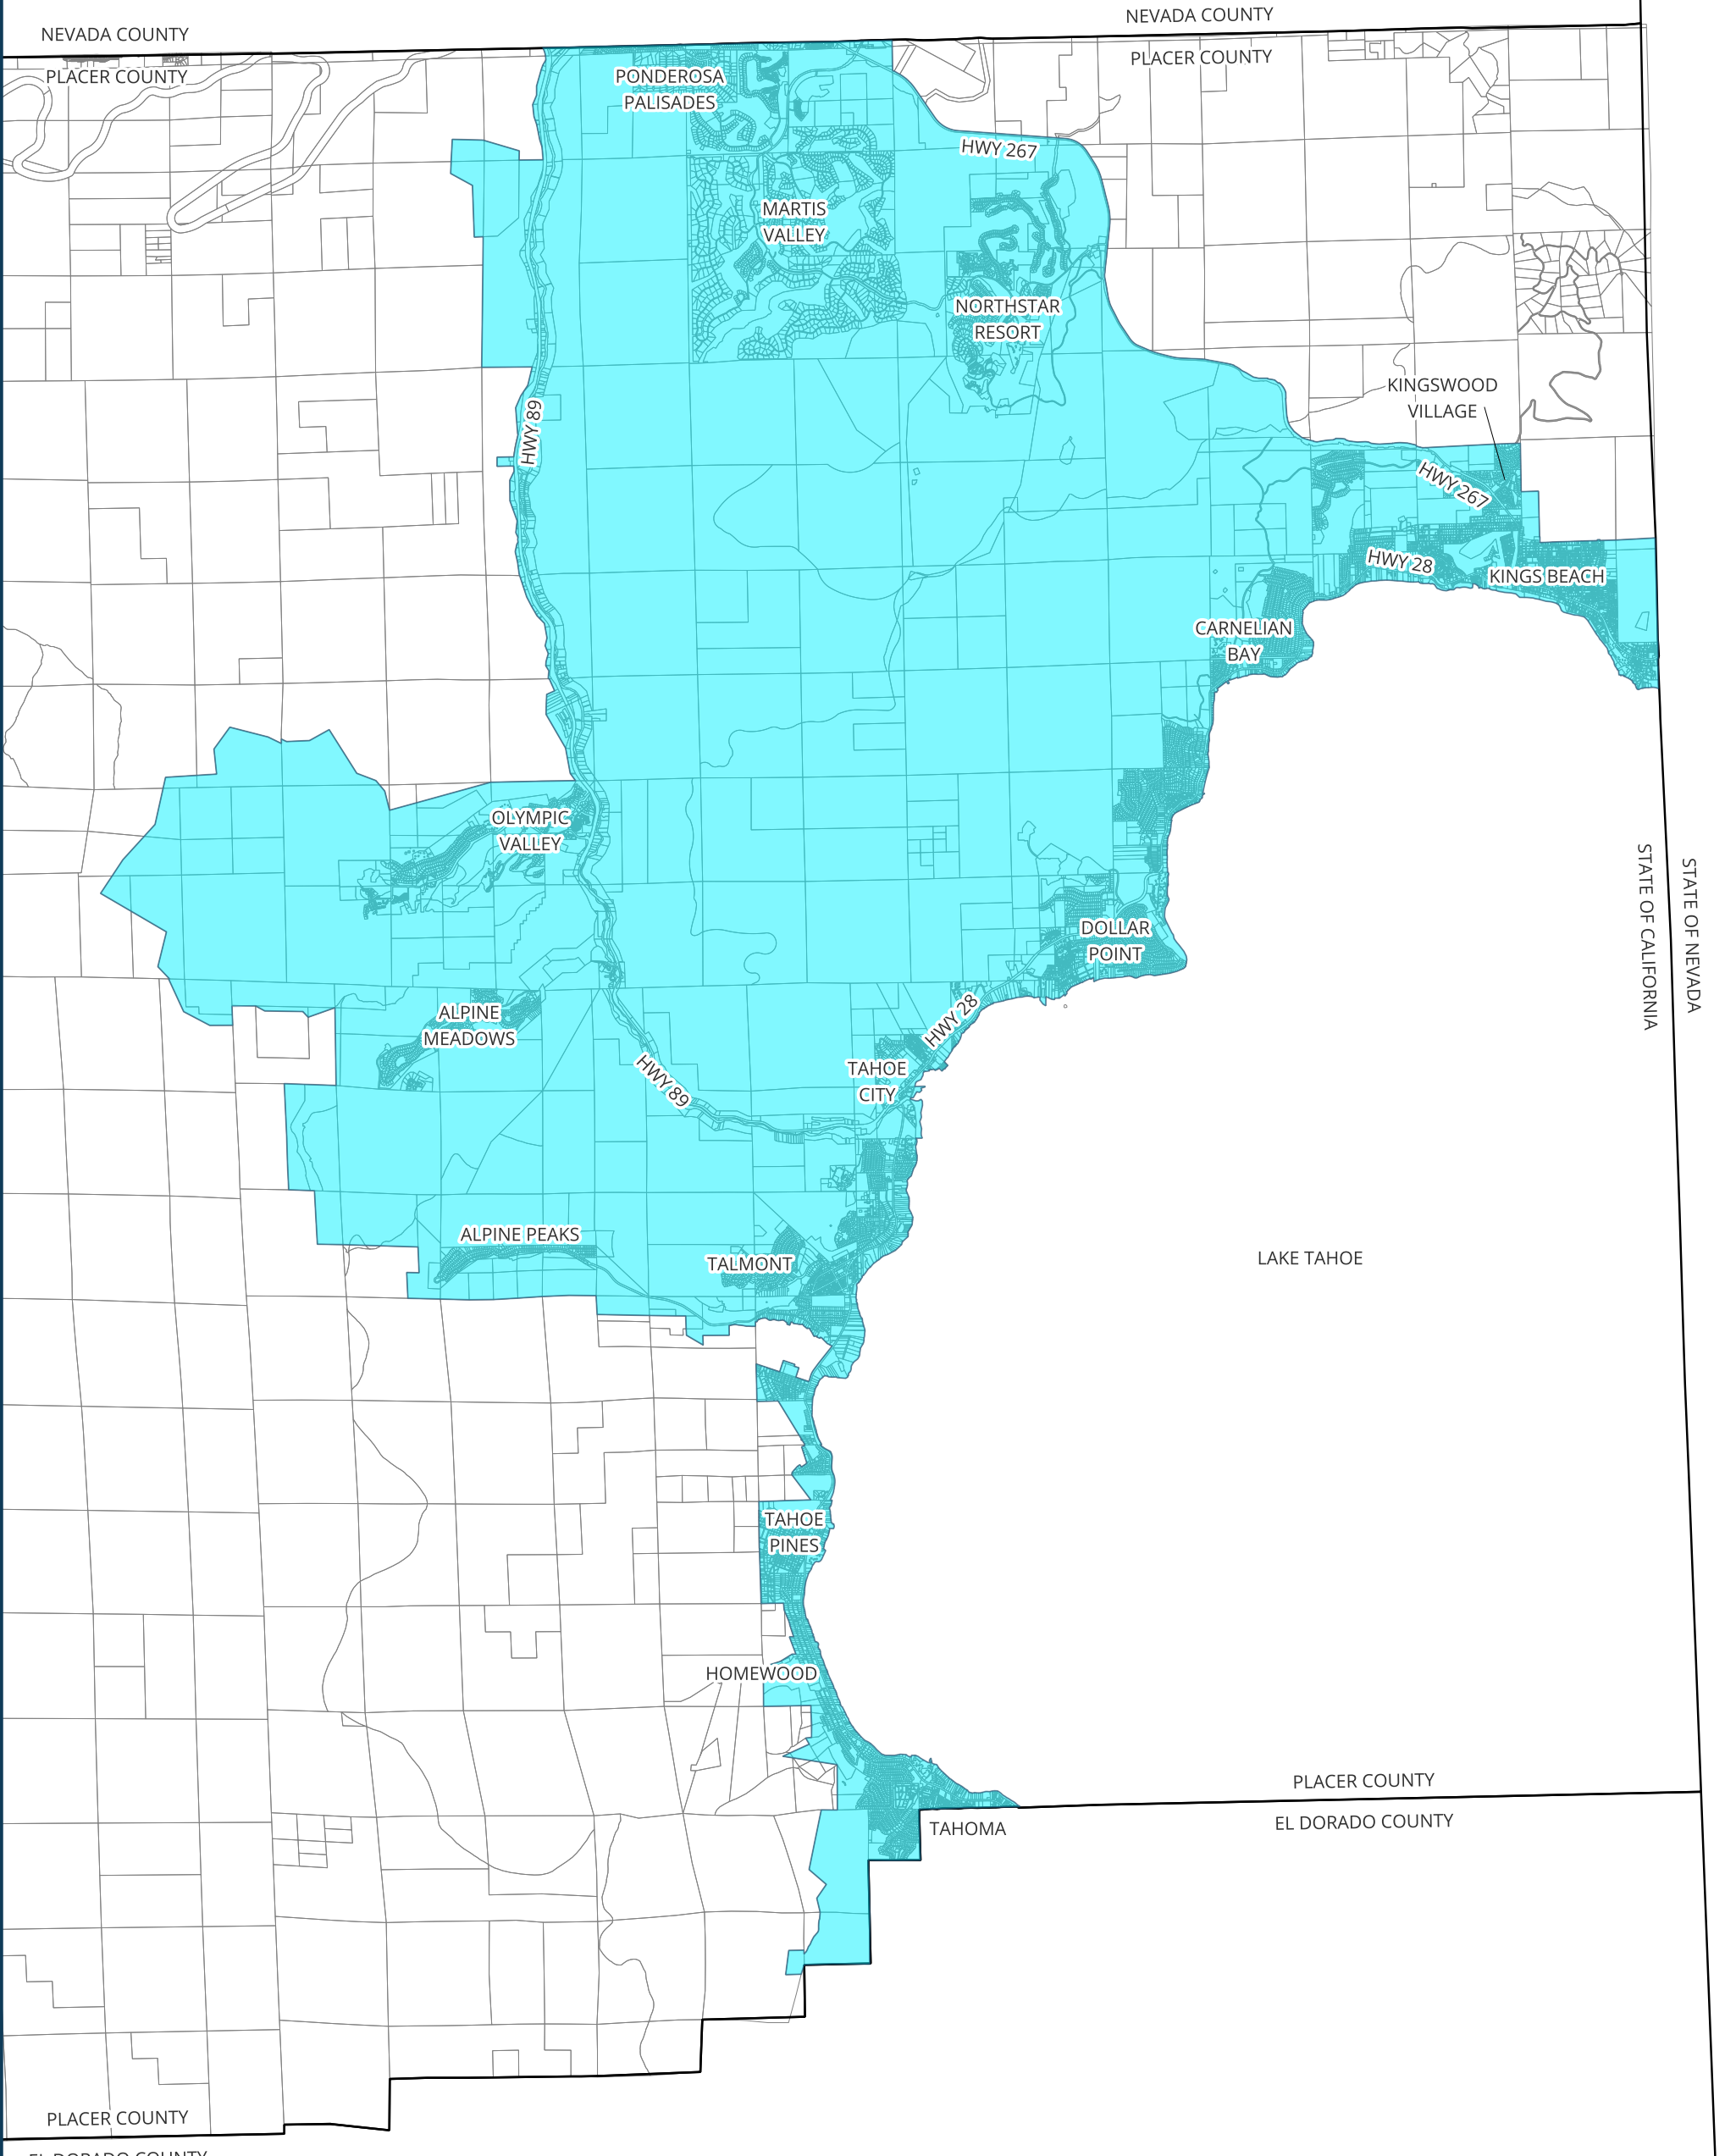 NEVADA COUNTY
NEVADA COUNTY
PLACER COUNTY
PLACER COUNTY
PONDEROSA
PALISADES
HWY 267
MARTIS
VALLEY
NORTHSTAR
RESORT
KINGSWOOD
VILLAGE
HWY 89
HWY 267
HWY 28
KINGS BEACH
CARNELIAN
BAY
OLYMPIC
VALLEY
STATE OF CALIFORNIA
STATE OF NEVADA
DOLLAR
POINT
ALPINE
MEADOWS
HWY 28
HWY 89
TAHOE
CITY
ALPINE PEAKS
TALMONT
LAKE TAHOE
TAHOE
PINES
HOMEWOOD
PLACER COUNTY
TAHOMA
EL DORADO COUNTY
PLACER COUNTY
EL DORADO COUNTY